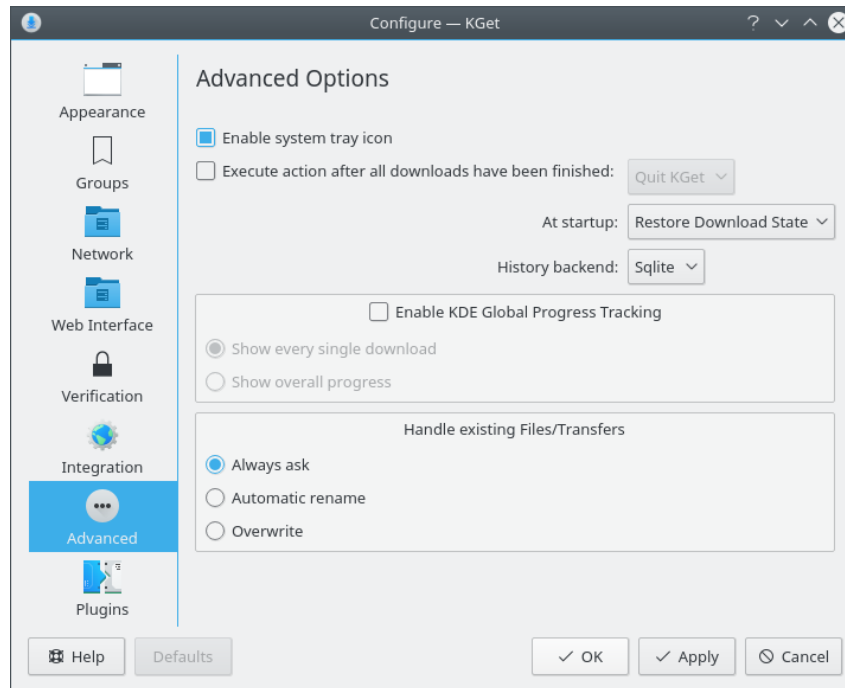 Configure — KGet
Appearance
Groups
Network
Web Interface
Verification
Integration
Advanced
Plugins
Advanced Options
Enable system tray icon
Execute action after all downloads have been finished: Quit KGet
At startup: Restore Download State
History backend: Sqlite
Enable KDE Global Progress Tracking
Show every single download
Show overall progress
Handle existing Files/Transfers
Always ask
Automatic rename
Overwrite
Help Defaults OK Apply Cancel